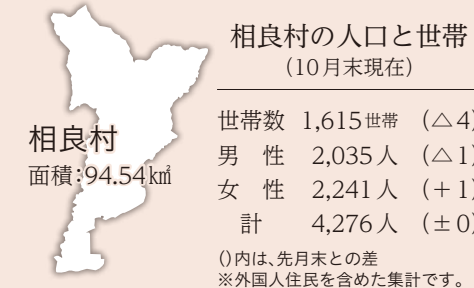 相良村の人口と世帯
(10月末現在)
相良村
面積:94.54㎢
世帯数 1,615世帯 (△4)
男 性 2,035人 (△1)
女 性 2,241人 (+1)
計 4,276人 (±0)
()内は、先月末との差
※外国人住民を含めた集計です。